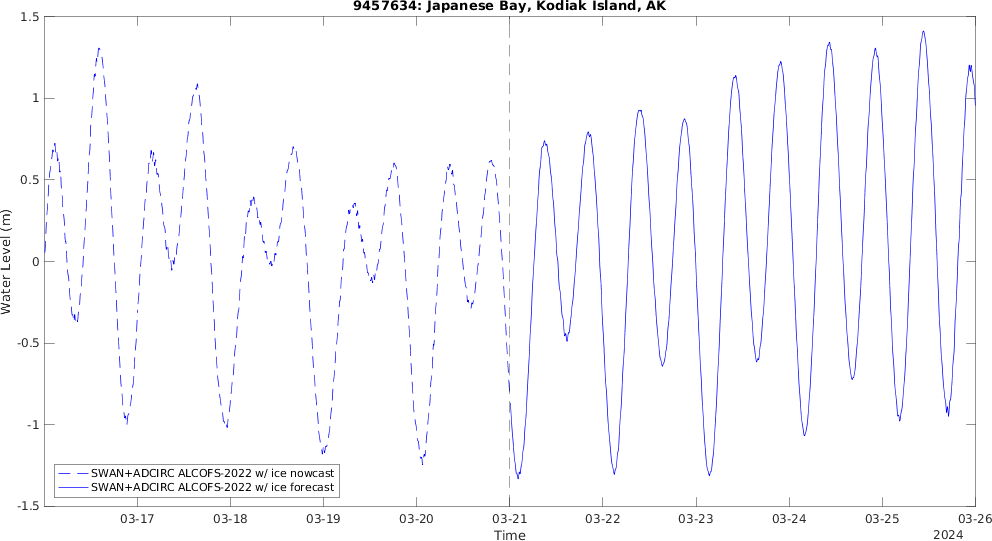 9457634: Japanese Bay, Kodiak Island, AK
1.5
1
0.5
0
-0.5
-1
-1.5
Water Level (m)
SWAN+ADCIRC ALCOFS-2022 w/ ice nowcast
SWAN+ADCIRC ALCOFS-2022 w/ ice forecast
03-17 03-18 03-19 03-20 03-21 03-22 03-23 03-24 03-25 03-26
Time
2024